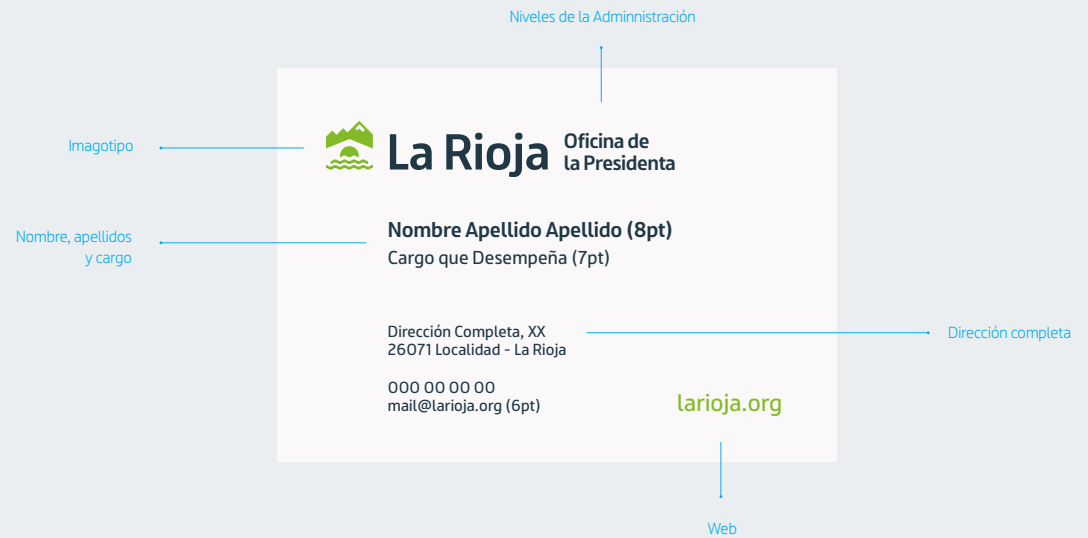 Niveles de la Adminnistración
Imagotipo
La Rioja
Oficina de
la Presidenta
Nombre, apellidos
y cargo
Nombre Apellido Apellido (8pt)
Cargo que Desempeña (7pt)
Dirección Completa, XX
26071 Localidad - La Rioja
Dirección completa
000 00 00 00
mail@larioja.org (6pt)
larioja.org
Web